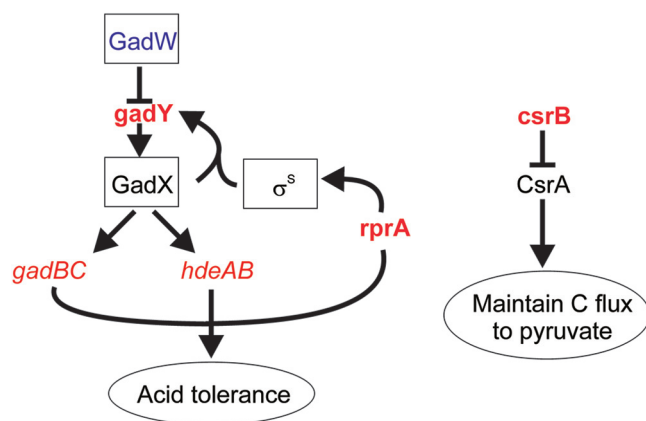 GadW
gadY
csrB
GadX
σˢ
CsrA
rprA
gadBC
hdeAB
Maintain C flux
to pyruvate
Acid tolerance